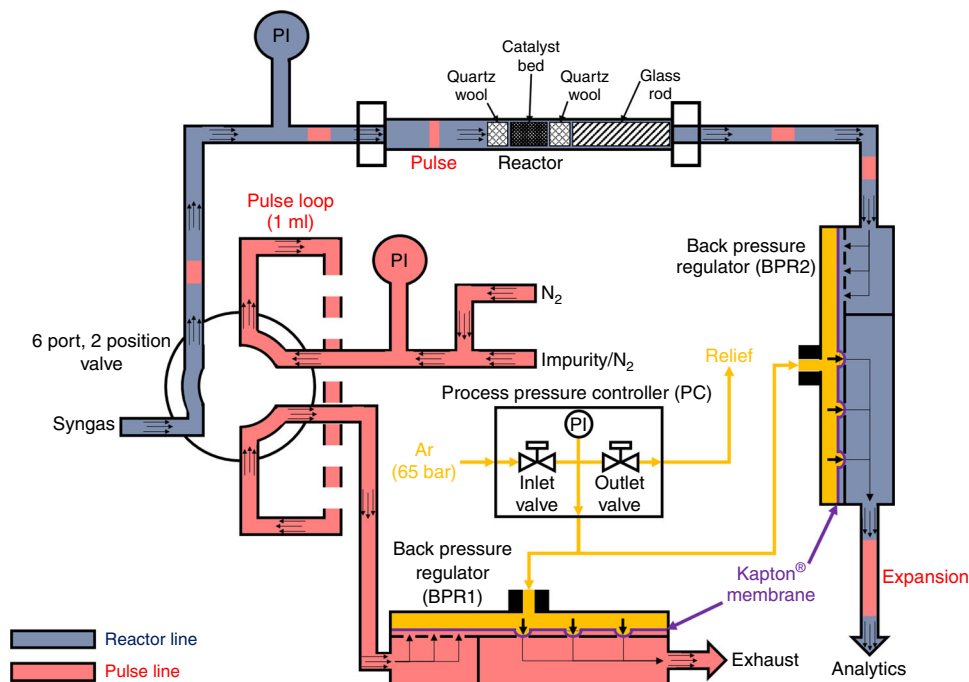 PI
Catalyst
bed
Quartz
wool
Quartz
wool
Glass
rod
Pulse
Reactor
Pulse loop
(1 ml)
PI
N2
Impurity/N2
6 port, 2 position
valve
Syngas
Back pressure
regulator (BPR2)
Relief
Process pressure controller (PC)
PI
Ar
(65 bar)
Inlet
valve
Outlet
valve
Back pressure
regulator
(BPR1)
Kapton®
membrane
Expansion
Reactor line
Pulse line
Exhaust
Analytics